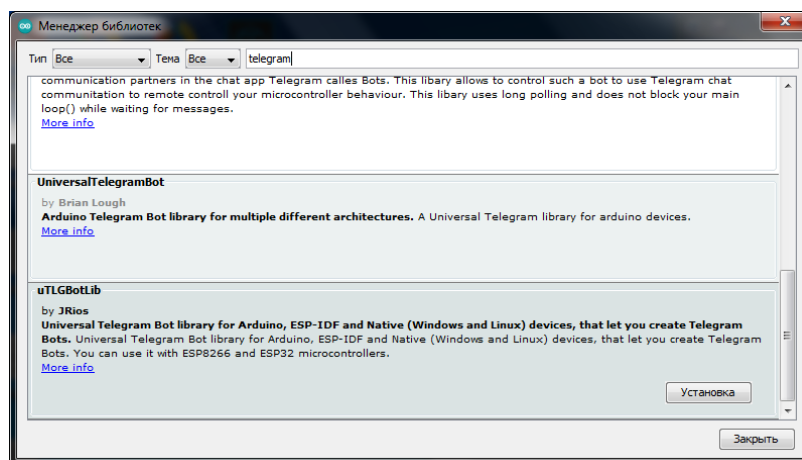 Менеджер библиотек
Тип Все Тема Все telegram
communication partners in the chat app Telegram calles Bots. This libary allows to control such a bot to use Telegram chat
communitation to remote controll your microcontroller behaviour. This libary uses long polling and does not block your main
loop() while waiting for messages.
More info
UniversalTelegramBot
by Brian Lough
Arduino Telegram Bot library for multiple different architectures. A Universal Telegram library for arduino devices.
More info
uTLGBotLib
by JRios
Universal Telegram Bot library for Arduino, ESP-IDF and Native (Windows and Linux) devices, that let you create Telegram
Bots. Universal Telegram Bot library for Arduino, ESP-IDF and Native (Windows and Linux) devices, that let you create Telegram
Bots. You can use it with ESP8266 and ESP32 microcontrollers.
More info
Установка
Закрыть